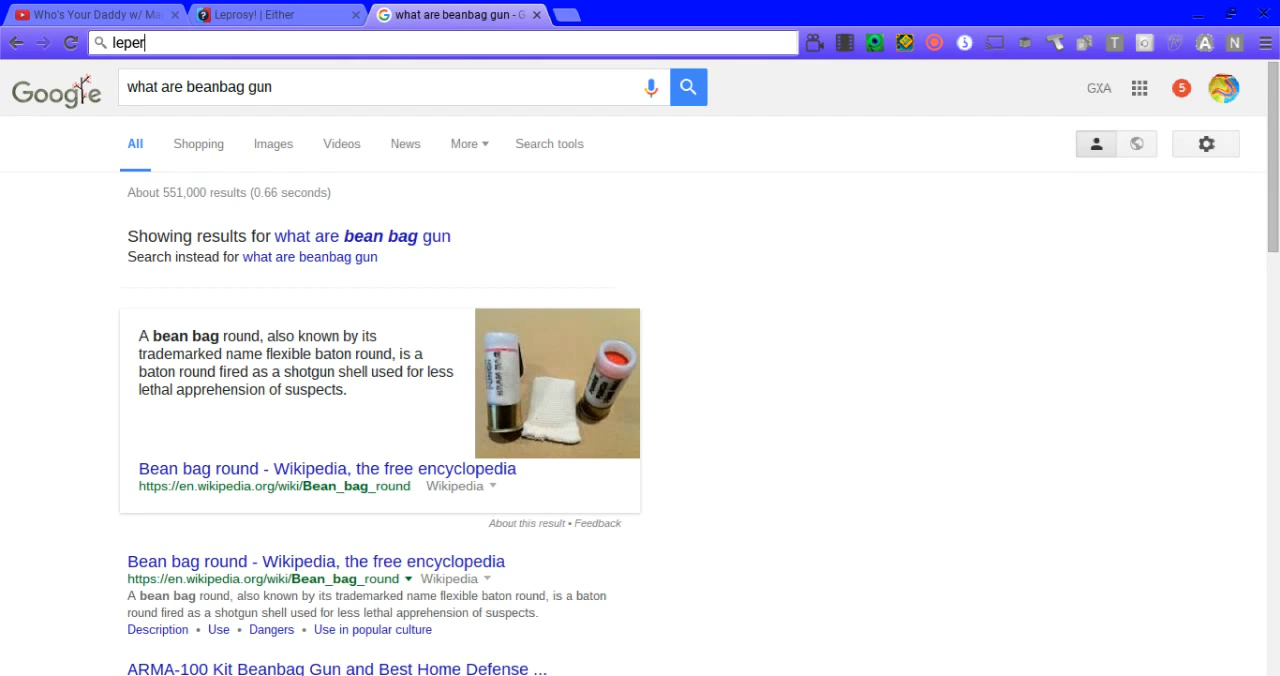 Who's Your Daddy w/ Ma
Leprosy! | Either
what are beanbag gun - G
leper
Google
what are beanbag gun
GXA
5
All Shopping Images Videos News More Search tools
About 551,000 results (0.66 seconds)
Showing results for what are bean bag gun
Search instead for what are beanbag gun
A bean bag round, also known by its
trademarked name flexible baton round, is a
baton round fired as a shotgun shell used for less
lethal apprehension of suspects.
Bean bag round - Wikipedia, the free encyclopedia
https://en.wikipedia.org/wiki/Bean_bag_round Wikipedia
About this result • Feedback
Bean bag round - Wikipedia, the free encyclopedia
https://en.wikipedia.org/wiki/Bean_bag_round Wikipedia
A bean bag round, also known by its trademarked name flexible baton round, is a baton
round fired as a shotgun shell used for less lethal apprehension of suspects.
Description • Use • Dangers • Use in popular culture
ARMA-100 Kit Beanbag Gun and Best Home Defense ...